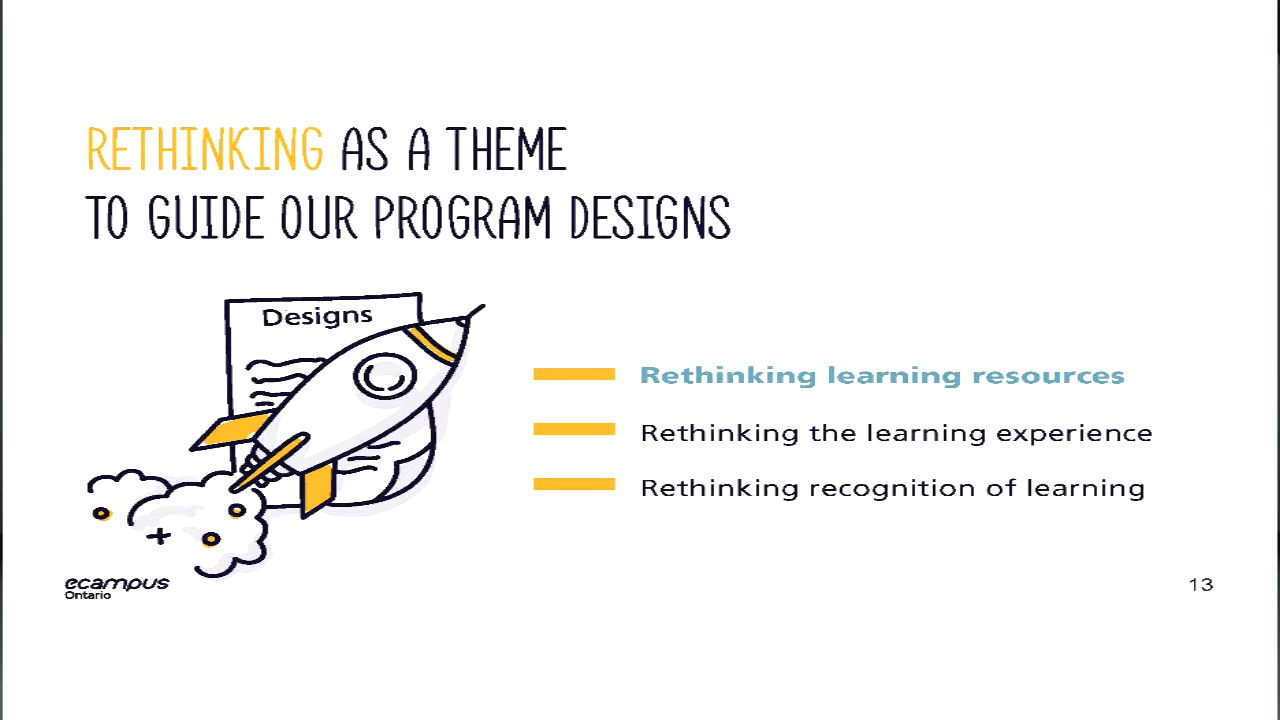 RETHINKING AS A THEME
TO GUIDE OUR PROGRAM DESIGNS
Designs
Rethinking learning resources
Rethinking the learning experience
Rethinking recognition of learning
ecampus
Ontario
13